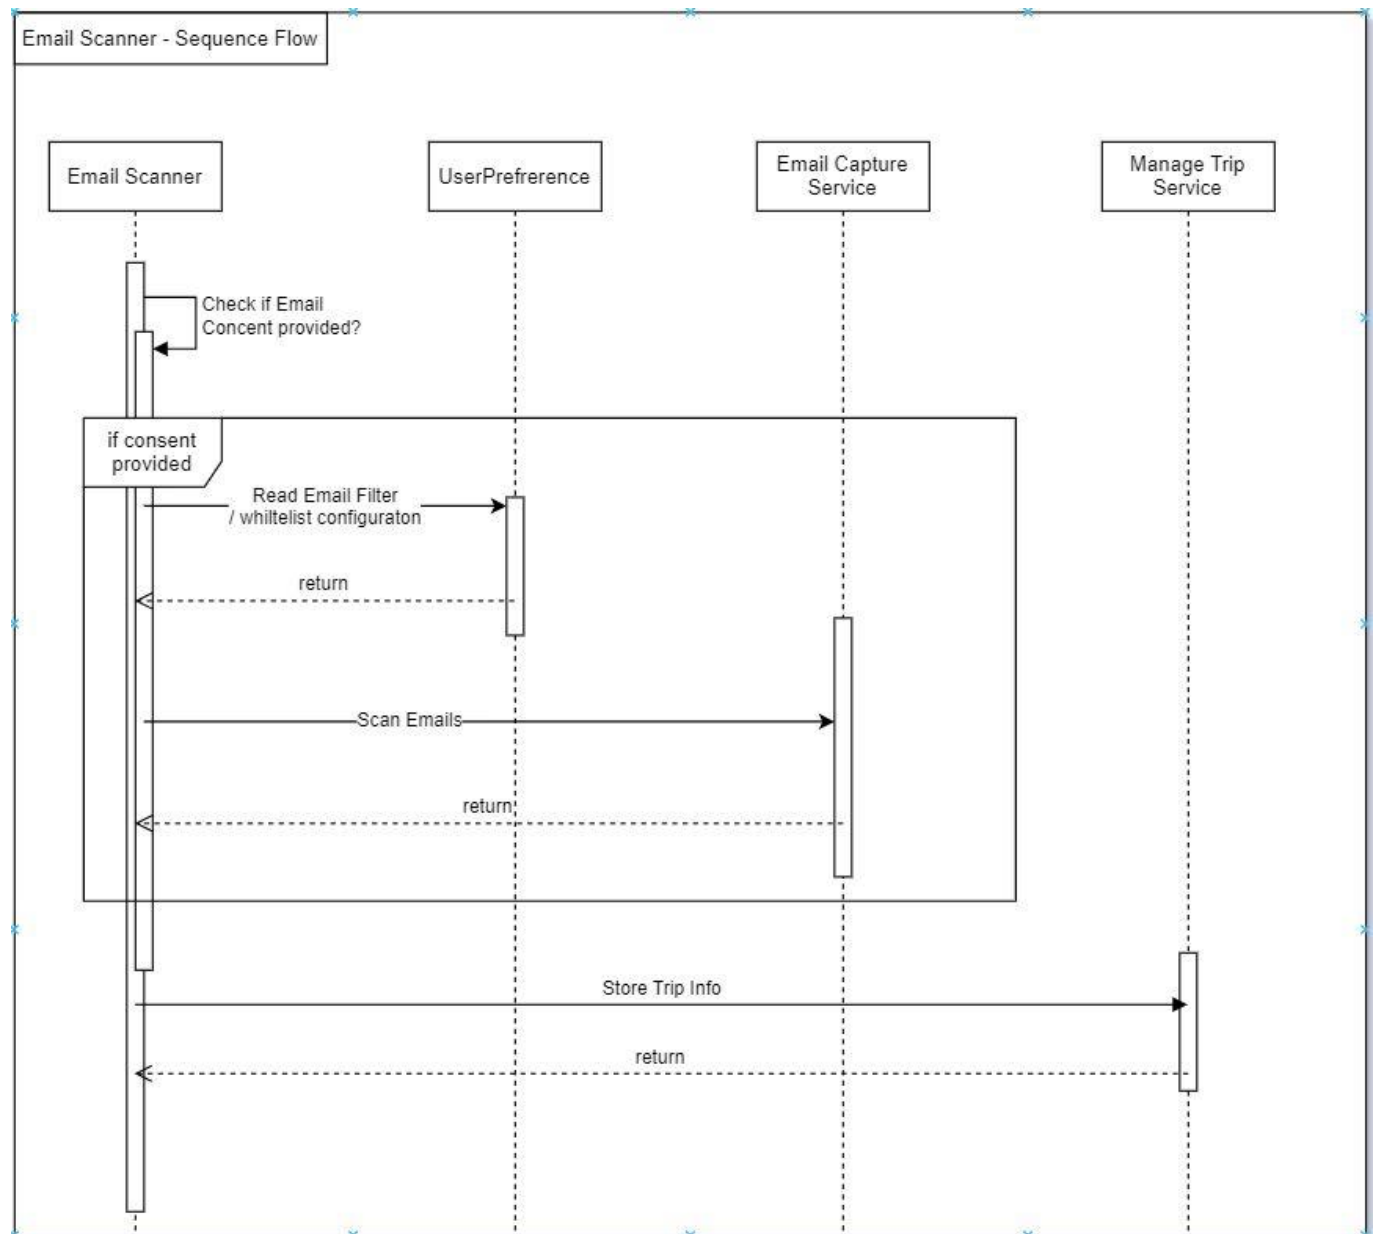 Email Scanner - Sequence Flow
Email Scanner
UserPrefrerence
Email Capture
Service
Manage Trip
Service
Check if Email
Concent provided?
if consent
provided
Read Email Filter
/ whiltelist configuraton
return
Scan Emails
return
Store Trip Info
return